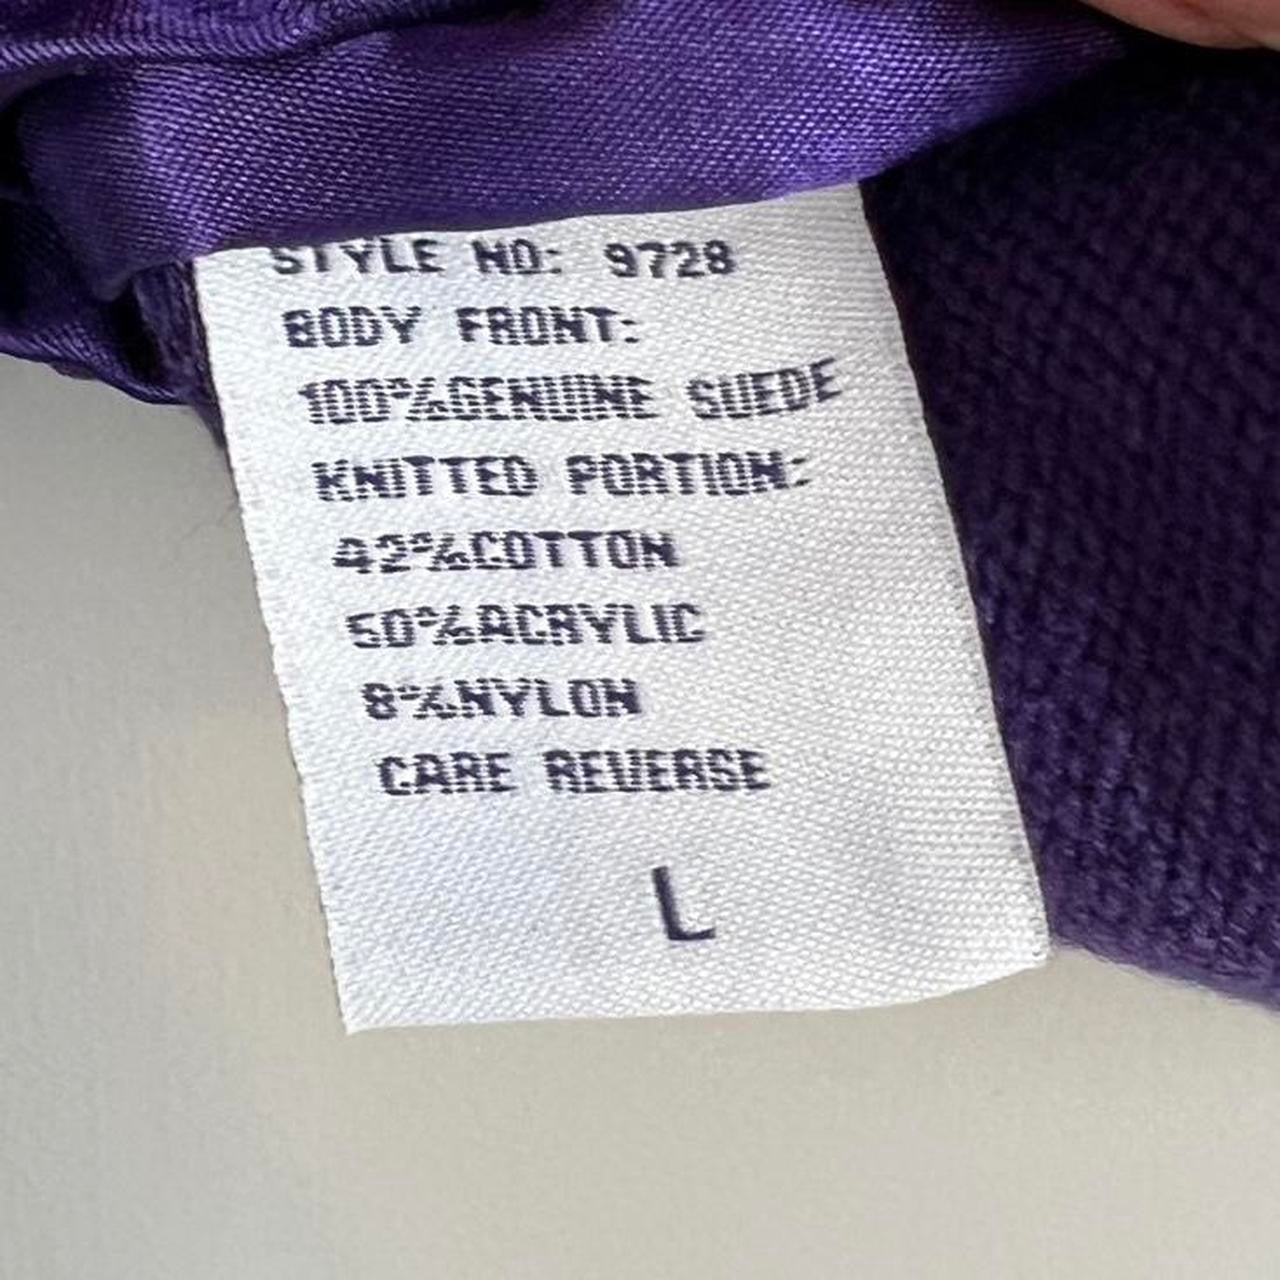 STYLE NO: 9728
BODY FRONT:
100%GENUINE SUEDE
KNITTED PORTION:
42%COTTON
50%ACRYLIC
8%NYLON
CARE REVERSE
L